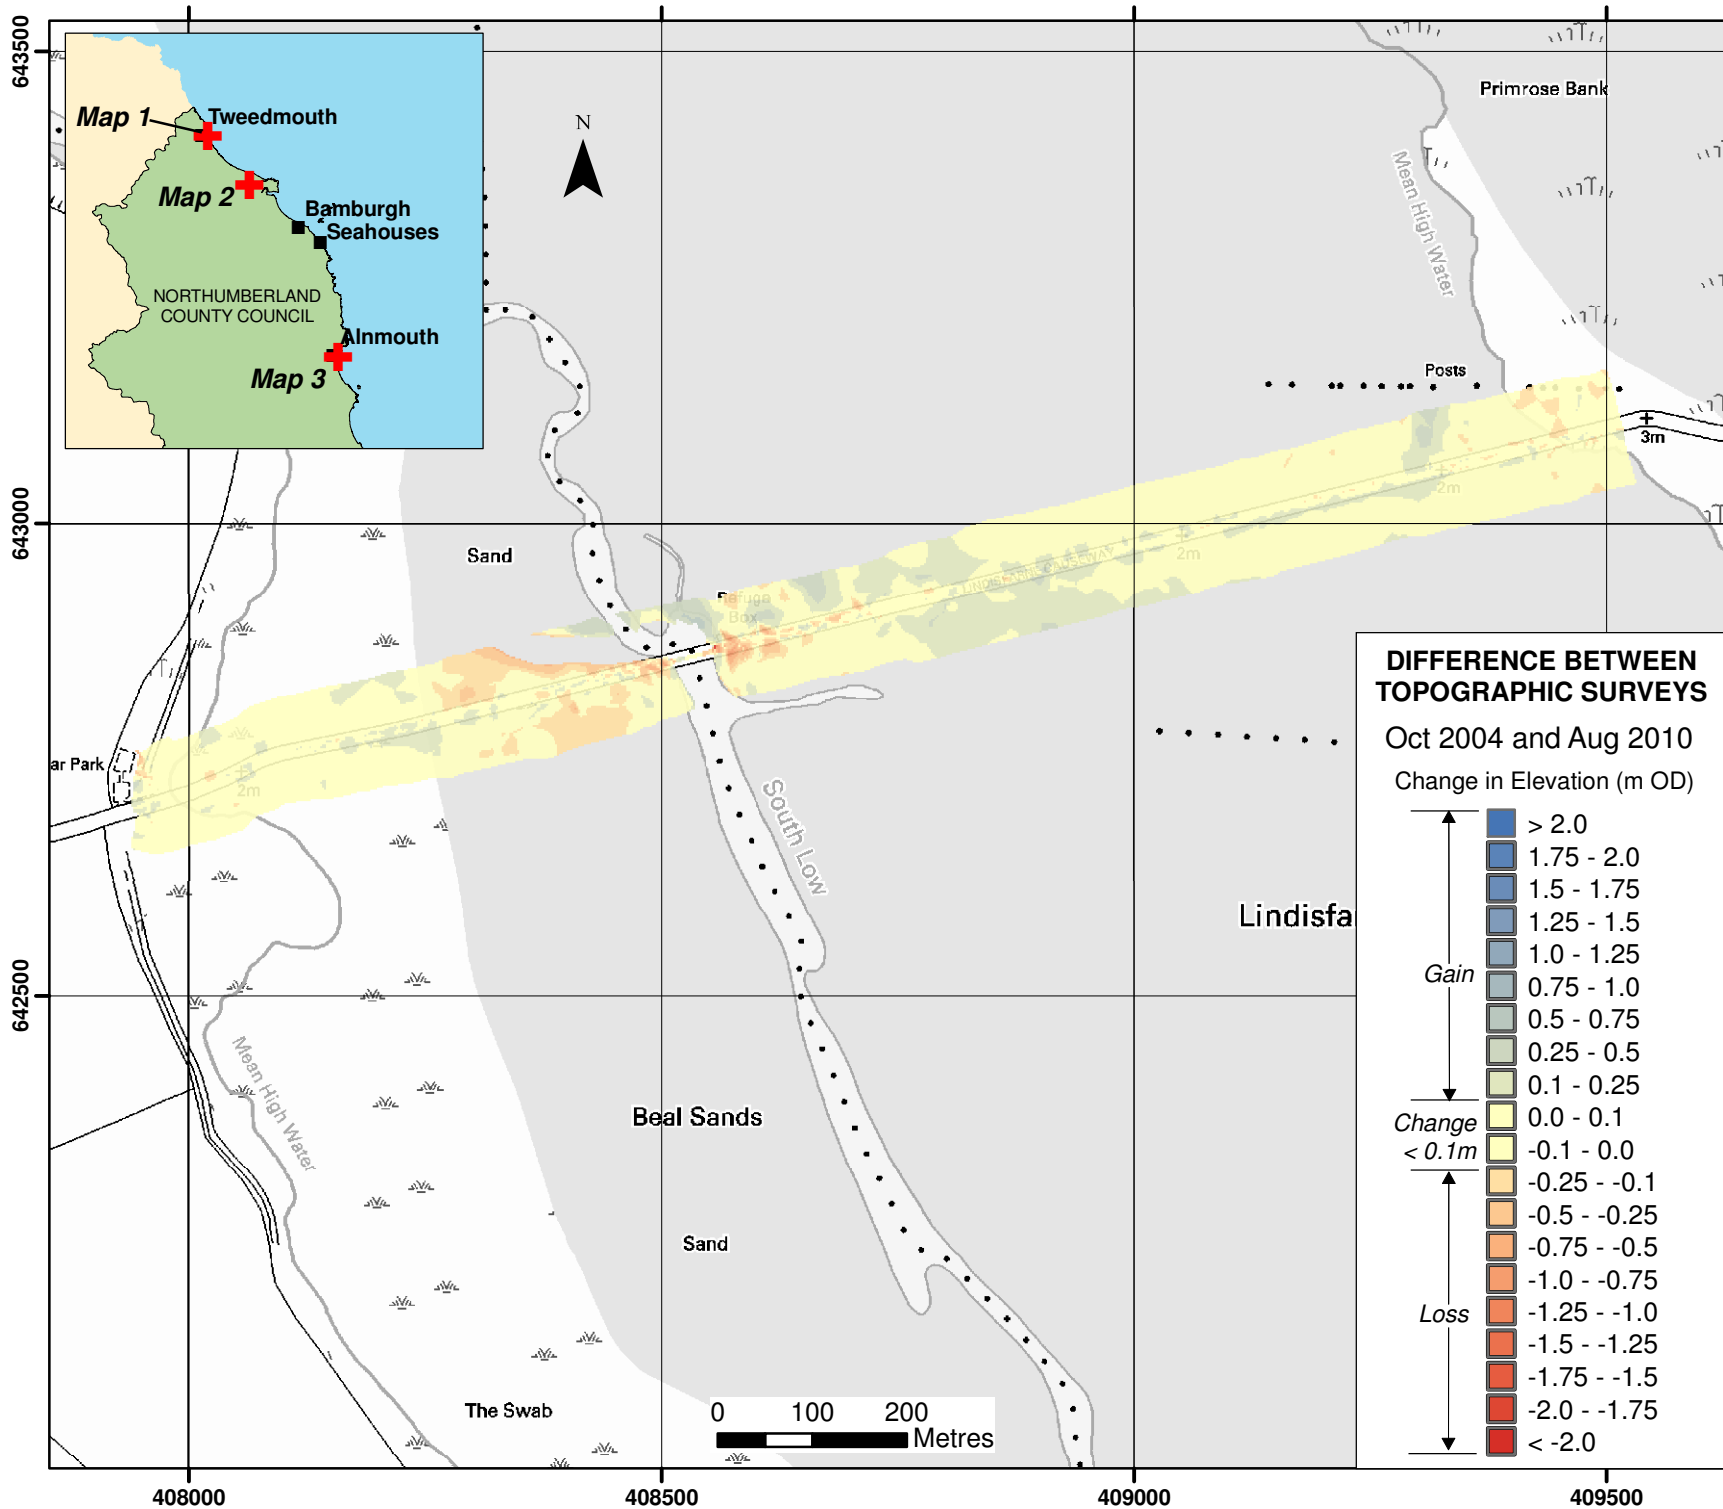 643500
643000
642500
408000
408500
409000
409500
Map 1
Tweedmouth
Map 2
Bamburgh
Seahouses
NORTHUMBERLAND
COUNTY COUNCIL
Alnmouth
Map 3
N
Primrose Bank
Mean High Water
Posts
3m
2m
Sand
2m
LINDISFARNE CAUSEWAY
Refuge
Box
ar Park
2m
South Low
Lindisfa
Mean High Water
Beal Sands
Sand
The Swab
0 100 200
Metres
DIFFERENCE BETWEEN
TOPOGRAPHIC SURVEYS
Oct 2004 and Aug 2010
Change in Elevation (m OD)
Gain
Change
< 0.1m
Loss
> 2.0
1.75 - 2.0
1.5 - 1.75
1.25 - 1.5
1.0 - 1.25
0.75 - 1.0
0.5 - 0.75
0.25 - 0.5
0.1 - 0.25
0.0 - 0.1
-0.1 - 0.0
-0.25 - -0.1
-0.5 - -0.25
-0.75 - -0.5
-1.0 - -0.75
-1.25 - -1.0
-1.5 - -1.25
-1.75 - -1.5
-2.0 - -1.75
< -2.0